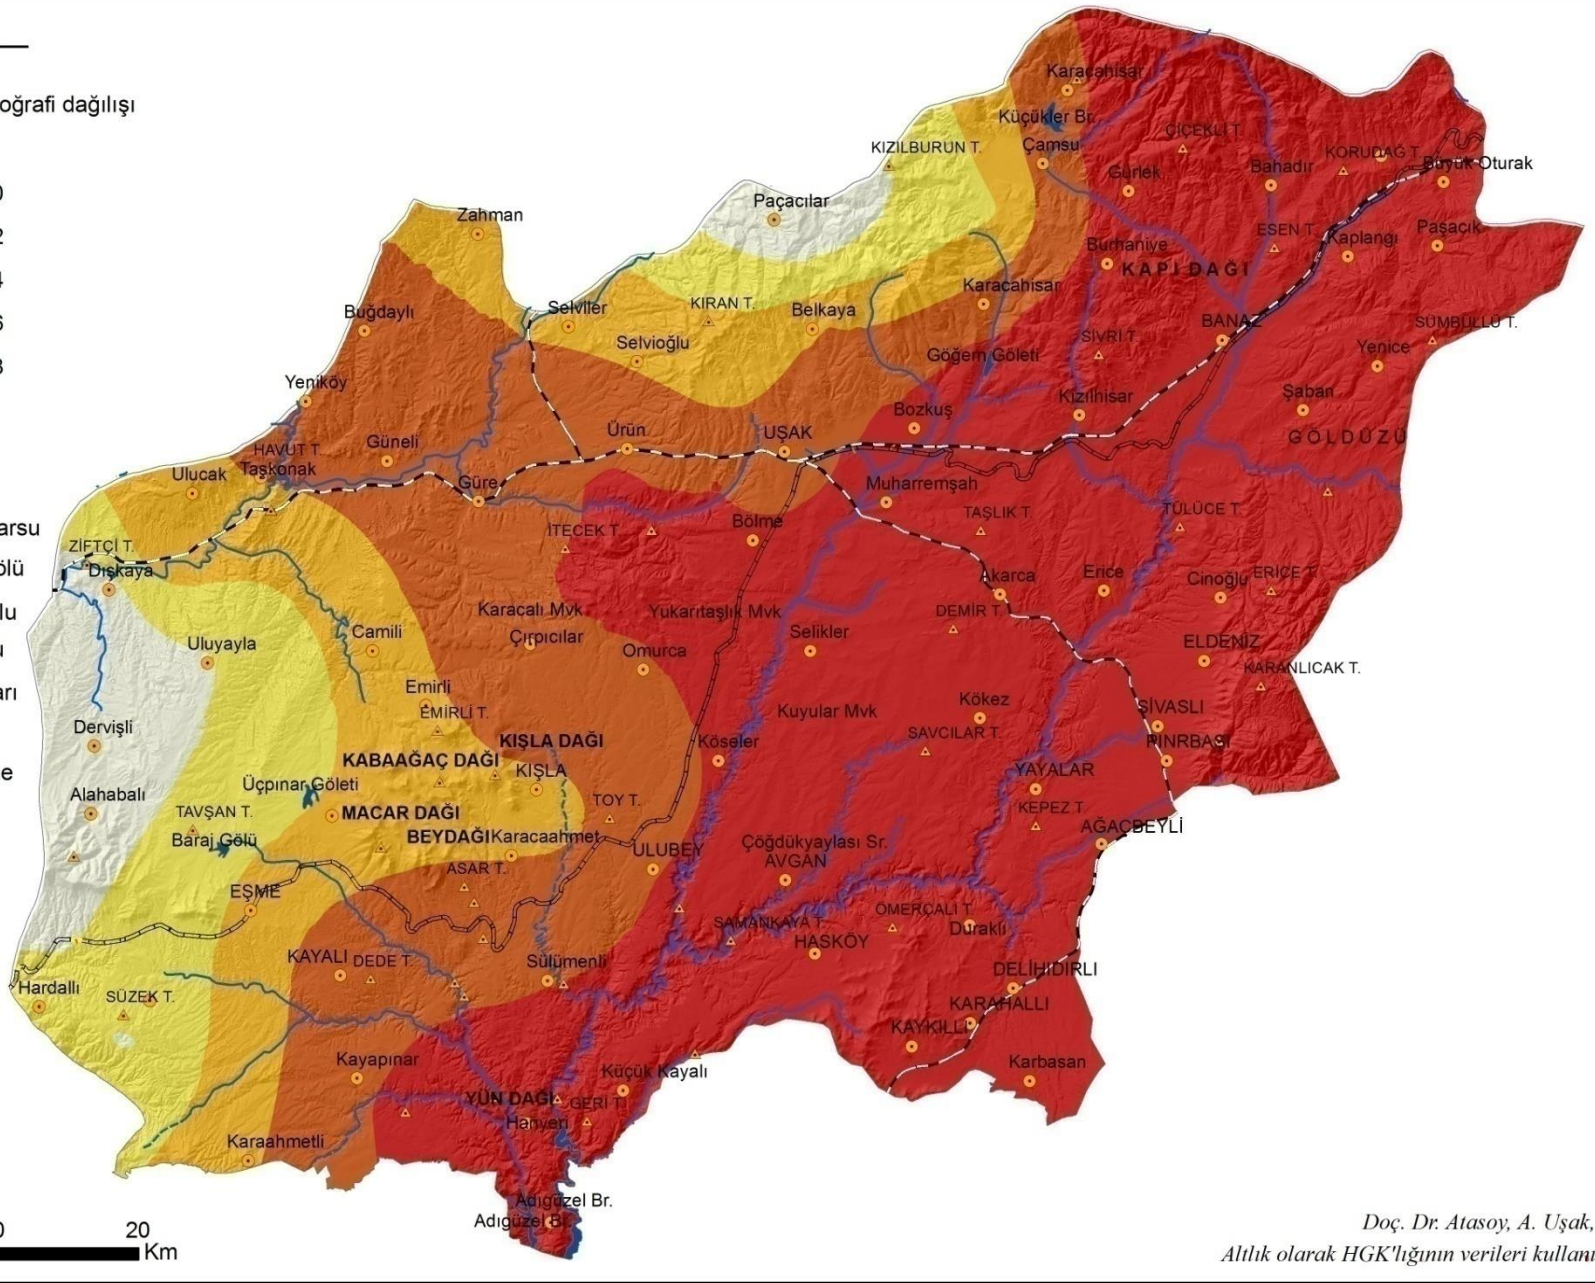 oğrafi dağılışı
0
2
4
6
8
arsu
ölü
lu
u
arı
e
20
Km
Karacahisar
Küçükler Br.
Çamsu
KIZILBURUN T.
ÇİÇEKLİ T.
KORUDAĞ T.
Büyük Oturak
Gürlek
Bahadır
Paçacılar
Zahman
ESEN T.
Kaplangı
Paşacık
Burhaniye
KAPI DAĞI
Karacahisar
Buğdaylı
Selviler
KIRAN T.
Belkaya
BANAZ
SÜMBÜLLÜ T.
Selvioğlu
Göğem Göleti
SİVRİ T.
Yenice
Yeniköy
Şaban
Kızılhisar
Bozkuş
Güneli
Ürün
UŞAK
GÖLDÜZÜ
HAVUT T.
Taşkonak
Ulucak
Güre
Muharremşah
TAŞLIK T.
TÜLÜCE T.
İTECEK T.
Bölme
ZİFTÇİ T.
Dışkaya
Akarca
Erice
Cinoğlu
ERİCE T.
Karacalı Mvk
Yukarıtaşlık Mvk
DEMİR T.
Camili
Çırpıcılar
Selikler
Uluyayla
Omurca
ELDENİZ
KARANLICAK T.
Emirli
EMİRLİ T.
Kuyular Mvk
Kökez
SİVASLI
Dervişli
KIŞLA DAĞI
Köseler
SAVCILAR T.
PINRBAŞI
KABAAĞAÇ DAĞI
KIŞLA
YAYALAR
Üçpınar Göleti
Alahabalı
TAVŞAN T.
MACAR DAĞI
TOY T.
KEPEZ T.
AĞAÇBEYLİ
Baraj Gölü
BEYDAĞI
Karacaahmet
ULUBEY
Çöğdükyaylası Sr.
AVGAN
ASAR T.
EŞME
ÖMERÇALI T.
SAMANKAYA T.
Duraklı
HASKÖY
KAYALI
DEDE T.
Sülümenli
DELİHIDIRLI
Hardallı
SÜZEK T.
KARAHALLI
KAYKILLI
Kayapınar
Küçük Kayalı
Karbasan
YÜN DAĞI
GERİ T.
Hanyeri
Karaahmetli
Adıgüzel Br.
Adıgüzel Br.
Doç. Dr. Atasoy, A. Uşak,
Altlık olarak HGK'lığının verileri kullanı